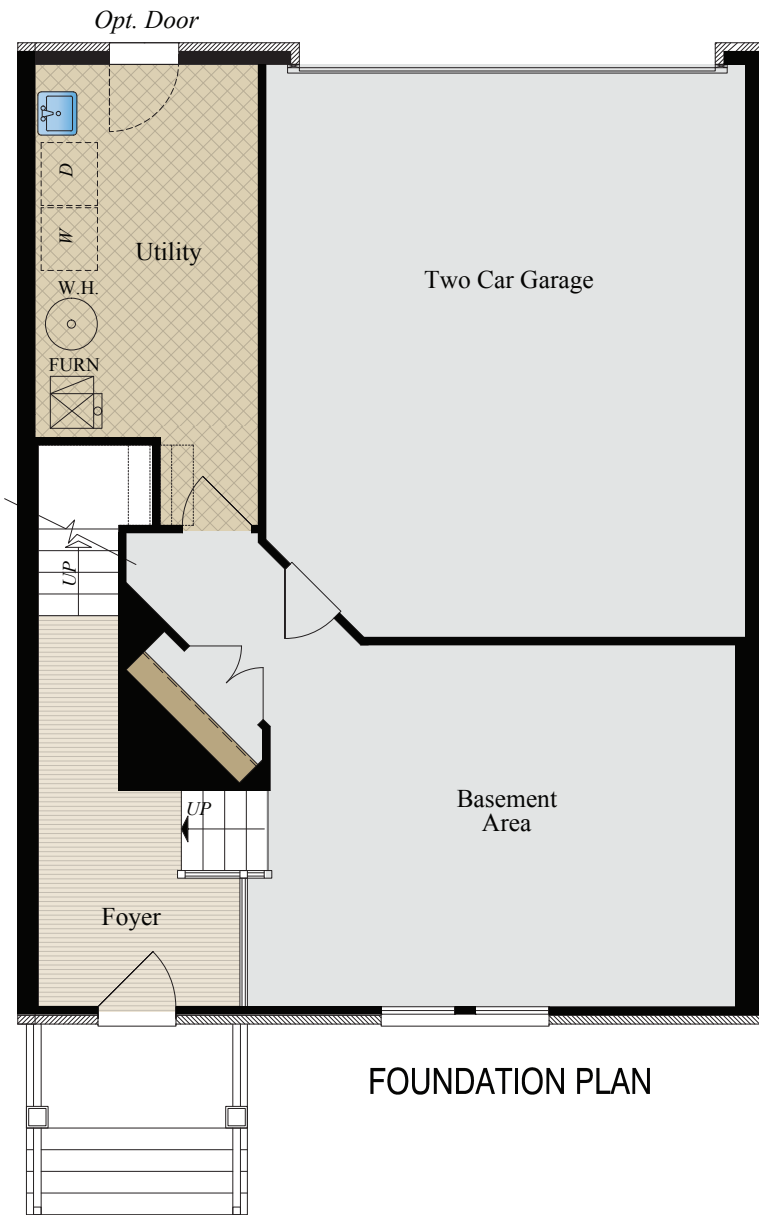 Opt. Door
D
W
Utility
W.H.
FURN
Two Car Garage
UP
Basement
Area
UP
Foyer
FOUNDATION PLAN